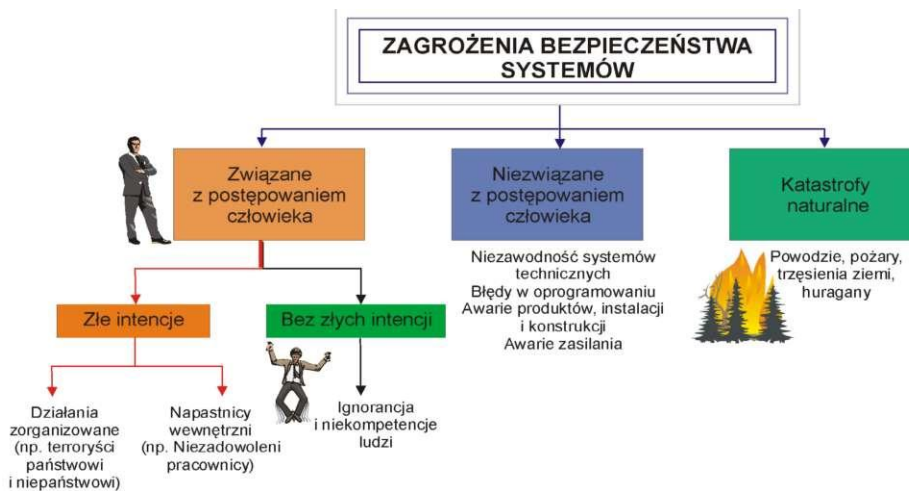 ZAGROŻENIA BEZPIECZEŃSTWA
SYSTEMÓW
Związane
z postępowaniem
człowieka
Niezwiązane
z postępowaniem
człowieka
Katastrofy
naturalne
Niezawodność systemów
technicznych
Błędy w oprogramowaniu
Awarie produktów, instalacji
i konstrukcji
Awarie zasilania
Powodzie, pożary,
trzęsienia ziemi,
huragany
Złe intencje
Bez złych intencji
Działania
zorganizowane
(np. terroryści
państwowi
i niepaństwowi)
Napastnicy
wewnętrzni
(np. Niezadowoleni
pracownicy)
Ignorancja
i niekompetencje
ludzi